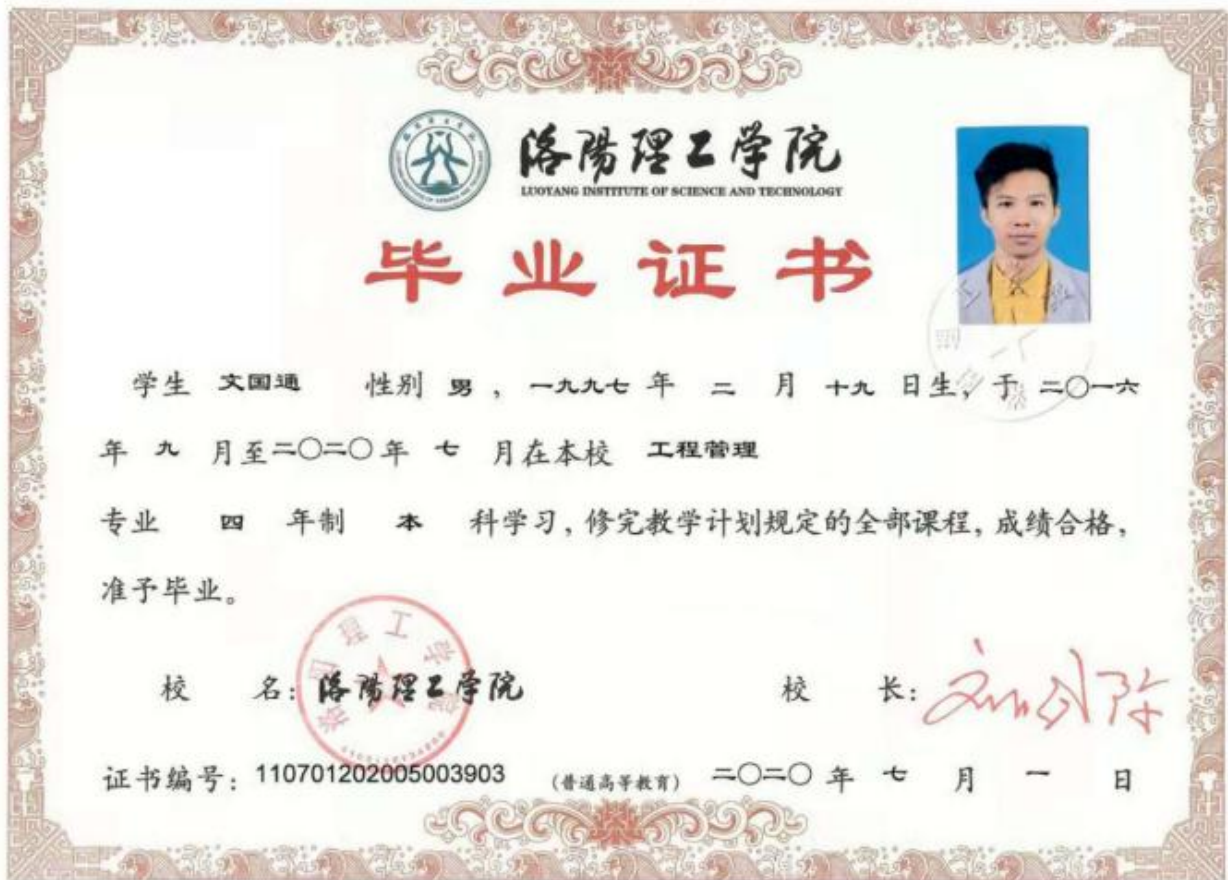 洛阳理工学院
LUOYANG INSTITUTE OF SCIENCE AND TECHNOLOGY
毕业证书
学生 文国通 性别 男，一九九七 年 二 月 十九 日生，于 二〇一六
年 九 月至二〇二〇年 七 月在本校 工程管理
专业 四 年制 本 科学习，修完教学计划规定的全部课程，成绩合格，
准予毕业。
校 名：洛阳理工学院 校 长：
证书编号：110701202005003903 （普通高等教育） 二〇二〇 年 七 月 一 日